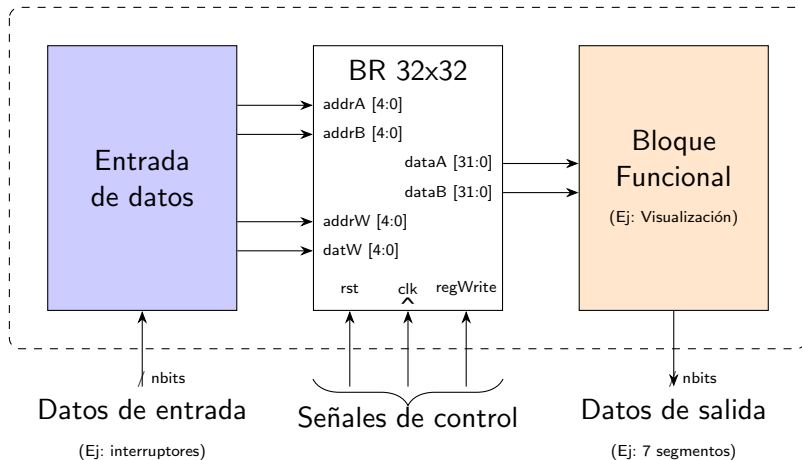 BR 32x32
addrA [4:0]
addrB [4:0]
Entrada
de datos
dataA [31:0]
dataB [31:0]
addrW [4:0]
datW [4:0]
rst
clk
regWrite
Bloque
Funcional
(Ej: Visualización)
nbits
nbits
Datos de entrada
(Ej: interruptores)
Señales de control
Datos de salida
(Ej: 7 segmentos)